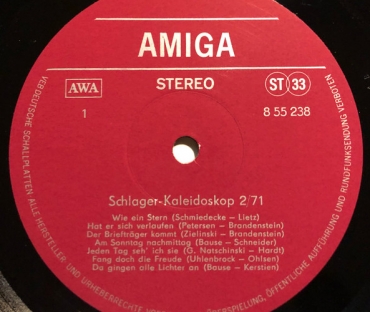 AMIGA
AWA
STEREO
ST 33
1
8 55 238
Schlager-Kaleidoskop 2/71
Wie ein Stern (Schmiedecke – Lietz)
Hat er sich verlaufen (Petersen – Brandenstein)
Der Briefträger kommt (Zielinski – Brandenstein)
Am Sonntag nachmittag (Bause – Schneider)
Jeden Tag seh' ich sie (G. Natschinski – Hardt)
Fang doch die Freude (Uhlenbrock – Ohlsen)
Da gingen alle Lichter an (Bause – Kerstien)
VEB DEUTSCHE SCHALLPLATTEN ALLE HERSTELLER- UND URHEBERRECHTE ÜBERSPIELUNG, ÖFFENTLICHE AUFFÜHRUNG UND RUNDFUNKSENDUNG VERBOTEN